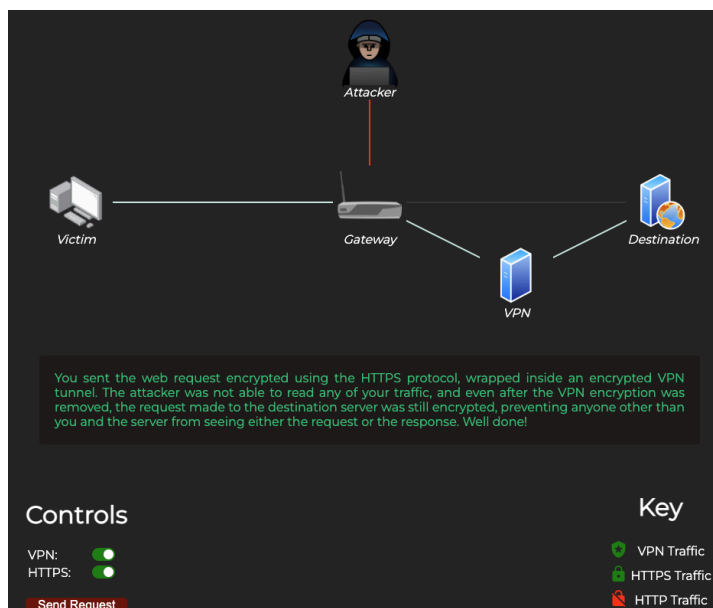 Attacker
Victim
Gateway
Destination
VPN
You sent the web request encrypted using the HTTPS protocol, wrapped inside an encrypted VPN
tunnel. The attacker was not able to read any of your traffic, and even after the VPN encryption was
removed, the request made to the destination server was still encrypted, preventing anyone other than
you and the server from seeing either the request or the response. Well done!
Controls
VPN:
HTTPS:
Send Request
Key
VPN Traffic
HTTPS Traffic
HTTP Traffic